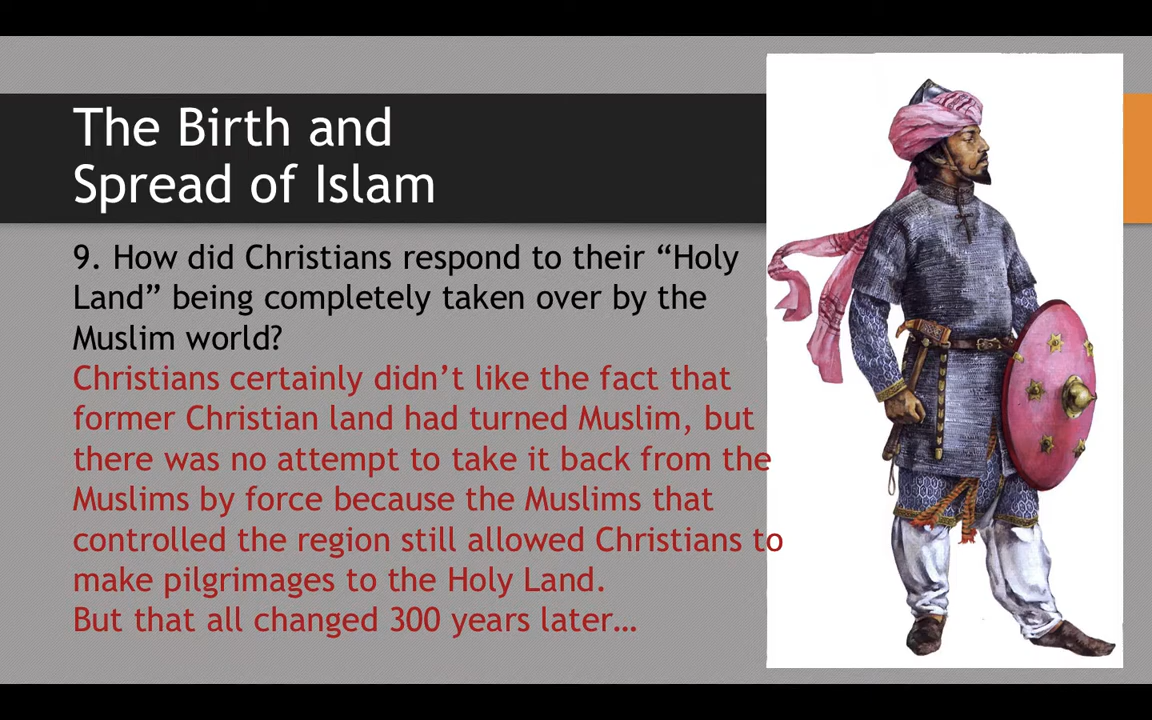 The Birth and
Spread of Islam
9. How did Christians respond to their “Holy
Land” being completely taken over by the
Muslim world?
Christians certainly didn’t like the fact that
former Christian land had turned Muslim, but
there was no attempt to take it back from the
Muslims by force because the Muslims that
controlled the region still allowed Christians to
make pilgrimages to the Holy Land.
But that all changed 300 years later…